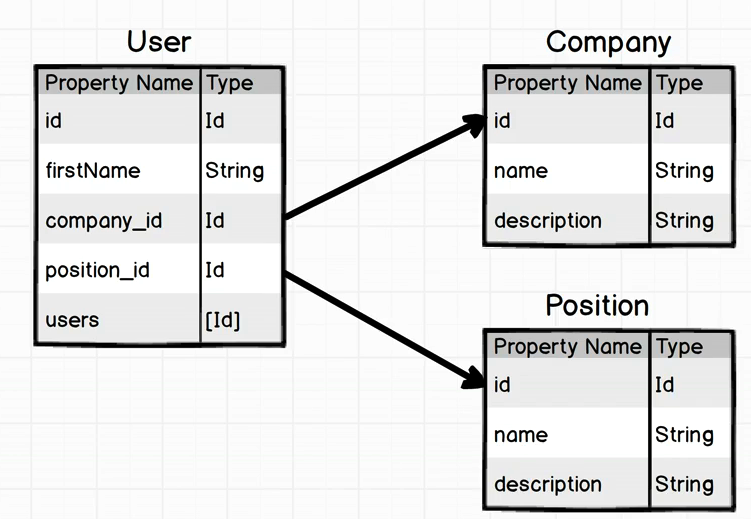 User
Property Name Type
id Id
firstName String
company_id Id
position_id Id
users [Id]
Company
Property Name Type
id Id
name String
description String
Position
Property Name Type
id Id
name String
description String